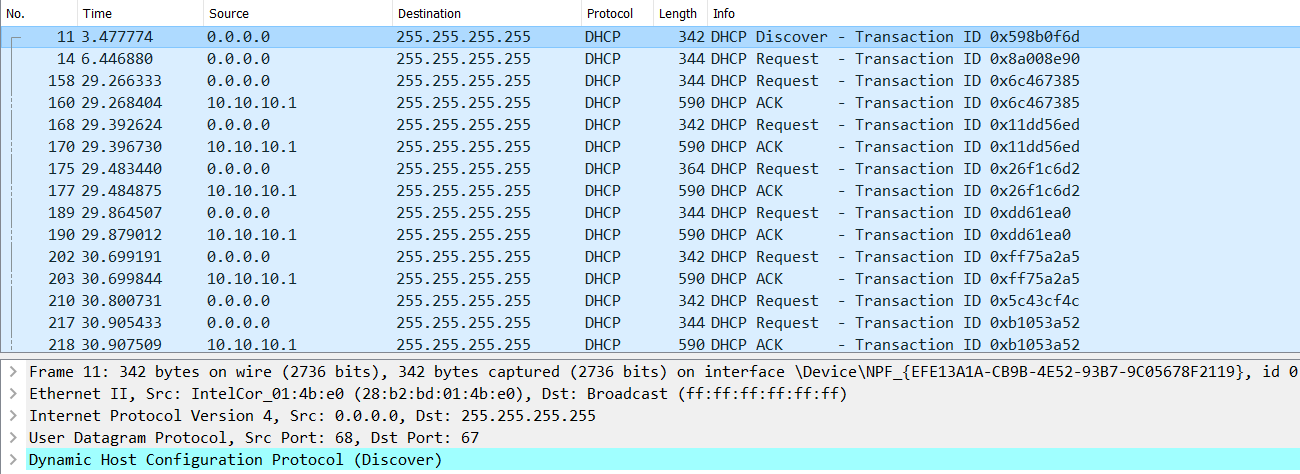 No. Time Source Destination Protocol Length Info
11 3.477774 0.0.0.0 255.255.255.255 DHCP 342 DHCP Discover - Transaction ID 0x598b0f6d
14 6.446880 0.0.0.0 255.255.255.255 DHCP 344 DHCP Request - Transaction ID 0x8a008e90
158 29.266333 0.0.0.0 255.255.255.255 DHCP 344 DHCP Request - Transaction ID 0x6c467385
160 29.268404 10.10.10.1 255.255.255.255 DHCP 590 DHCP ACK - Transaction ID 0x6c467385
168 29.392624 0.0.0.0 255.255.255.255 DHCP 342 DHCP Request - Transaction ID 0x11dd56ed
170 29.396730 10.10.10.1 255.255.255.255 DHCP 590 DHCP ACK - Transaction ID 0x11dd56ed
175 29.483440 0.0.0.0 255.255.255.255 DHCP 364 DHCP Request - Transaction ID 0x26f1c6d2
177 29.484875 10.10.10.1 255.255.255.255 DHCP 590 DHCP ACK - Transaction ID 0x26f1c6d2
189 29.864507 0.0.0.0 255.255.255.255 DHCP 344 DHCP Request - Transaction ID 0xdd61ea0
190 29.879012 10.10.10.1 255.255.255.255 DHCP 590 DHCP ACK - Transaction ID 0xdd61ea0
202 30.699191 0.0.0.0 255.255.255.255 DHCP 342 DHCP Request - Transaction ID 0xff75a2a5
203 30.699844 10.10.10.1 255.255.255.255 DHCP 590 DHCP ACK - Transaction ID 0xff75a2a5
210 30.800731 0.0.0.0 255.255.255.255 DHCP 342 DHCP Request - Transaction ID 0x5c43cf4c
217 30.905433 0.0.0.0 255.255.255.255 DHCP 344 DHCP Request - Transaction ID 0xb1053a52
218 30.907509 10.10.10.1 255.255.255.255 DHCP 590 DHCP ACK - Transaction ID 0xb1053a52
Frame 11: 342 bytes on wire (2736 bits), 342 bytes captured (2736 bits) on interface \Device\NPF_{EFE13A1A-CB9B-4E52-93B7-9C05678F2119}, id 0
Ethernet II, Src: IntelCor_01:4b:e0 (28:b2:bd:01:4b:e0), Dst: Broadcast (ff:ff:ff:ff:ff:ff)
Internet Protocol Version 4, Src: 0.0.0.0, Dst: 255.255.255.255
User Datagram Protocol, Src Port: 68, Dst Port: 67
Dynamic Host Configuration Protocol (Discover)